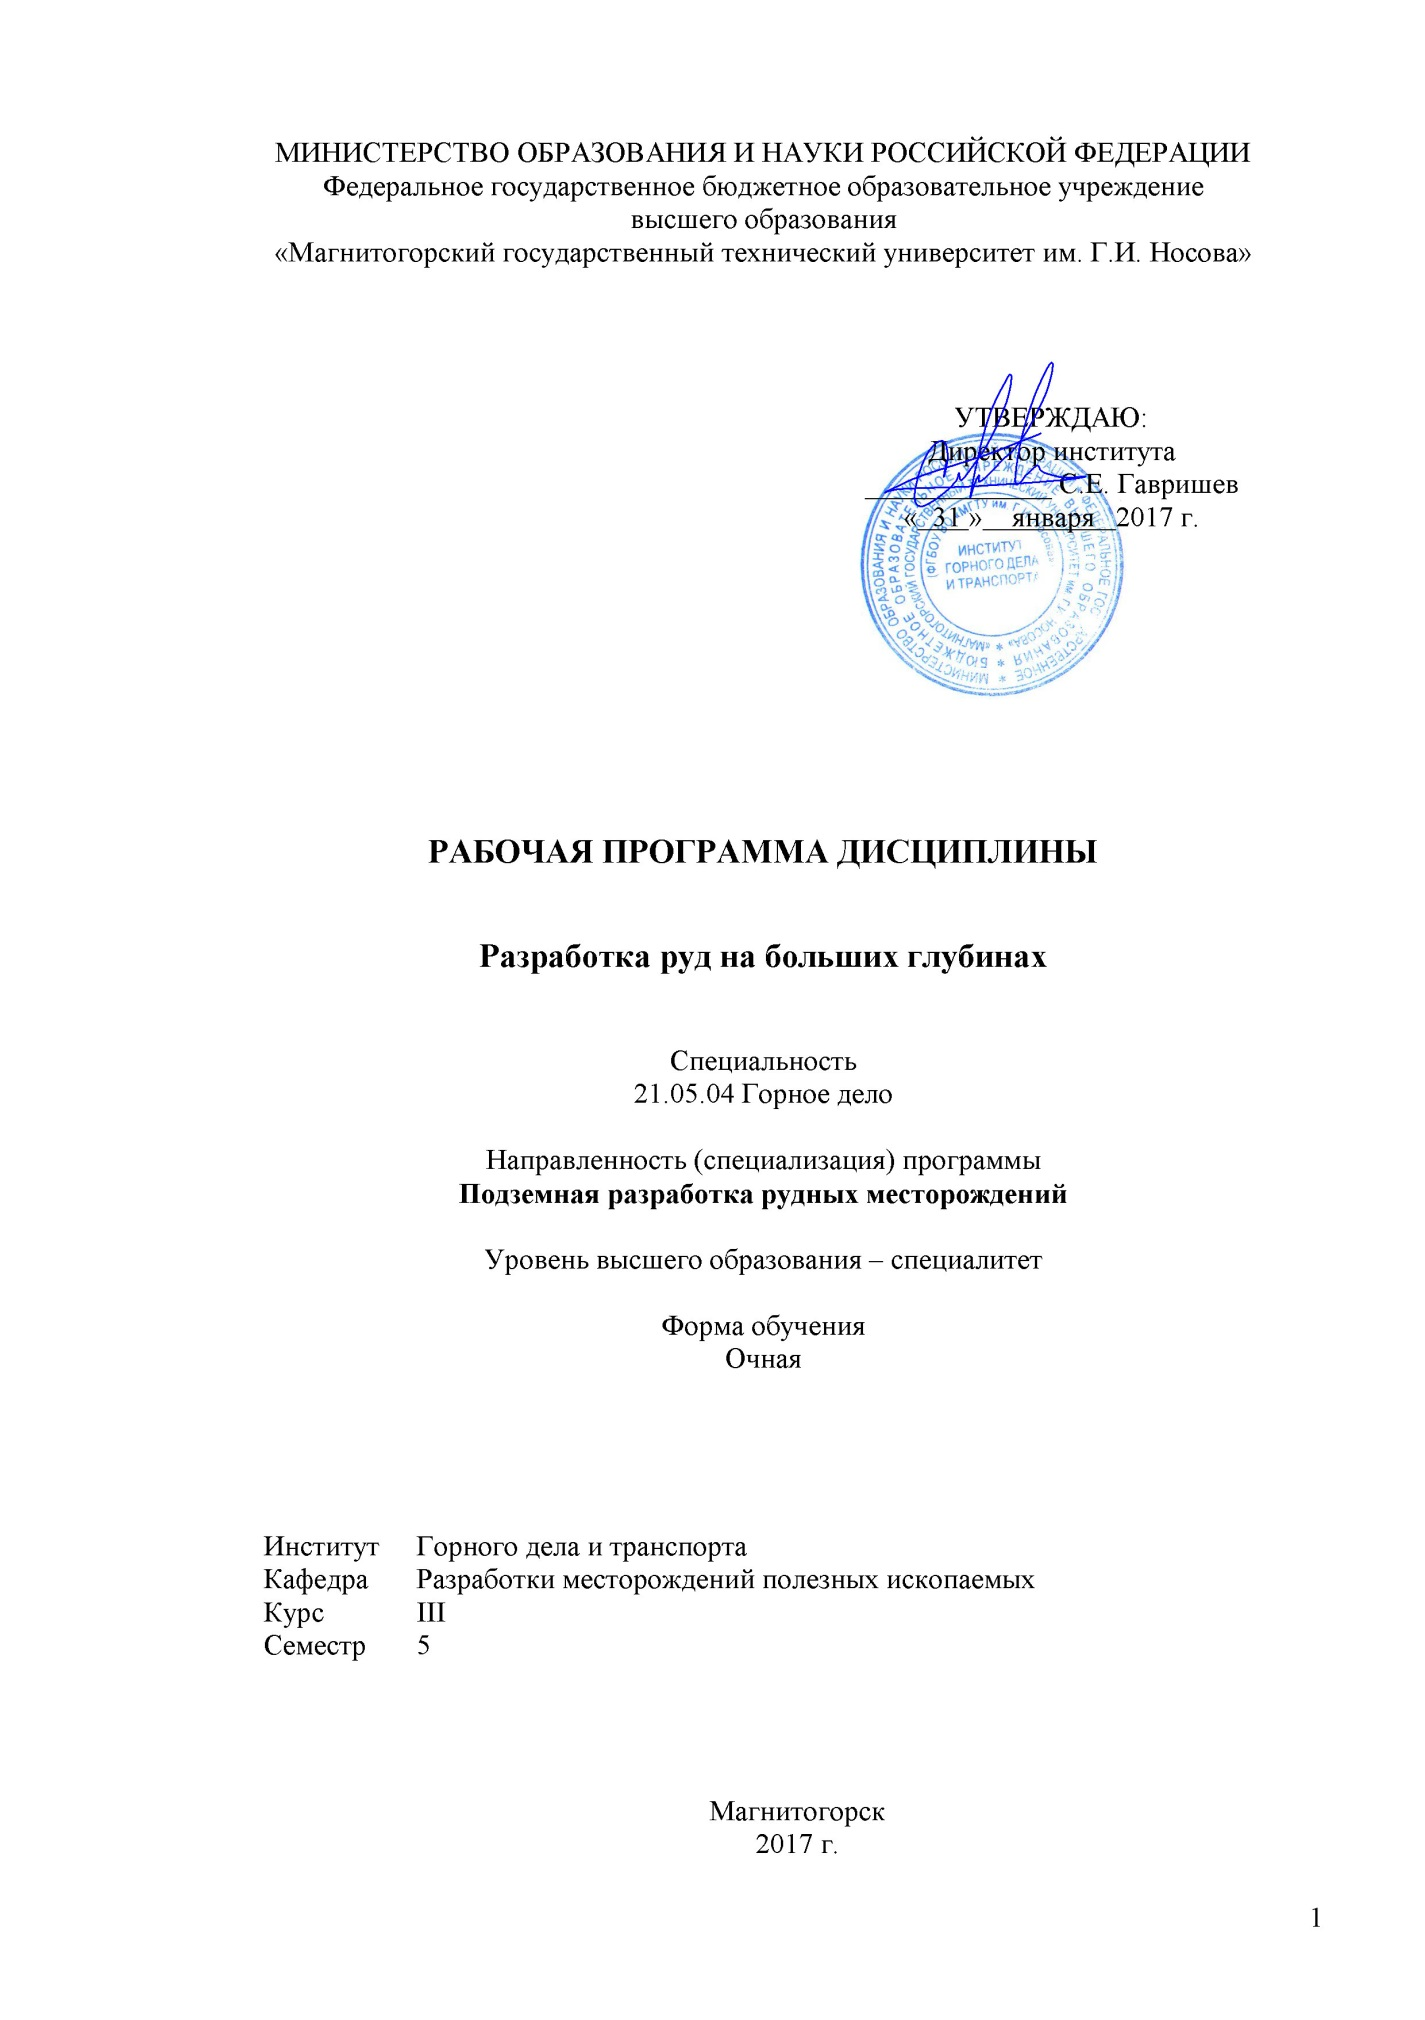 МИНИСТЕРСТВО ОБРАЗОВАНИЯ И НАУКИ РОССИЙСКОЙ ФЕДЕРАЦИИ
Федеральное государственное бюджетное образовательное учреждение
высшего образования
«Магнитогорский государственный технический университет им. Г.И. Носова»
УТВЕРЖДАЮ:
Директор института
С.Е. Гавришев
« 31 » января 2017 г.
ИНСТИТУТ
ГОРНОГО ДЕЛА
И ТРАНСПОРТА
РАБОЧАЯ ПРОГРАММА ДИСЦИПЛИНЫ
Разработка руд на больших глубинах
Специальность
21.05.04 Горное дело
Направленность (специализация) программы
Подземная разработка рудных месторождений
Уровень высшего образования – специалитет
Форма обучения
Очная
Институт Горного дела и транспорта
Кафедра Разработки месторождений полезных ископаемых
Курс III
Семестр 5
Магнитогорск
2017 г.
1